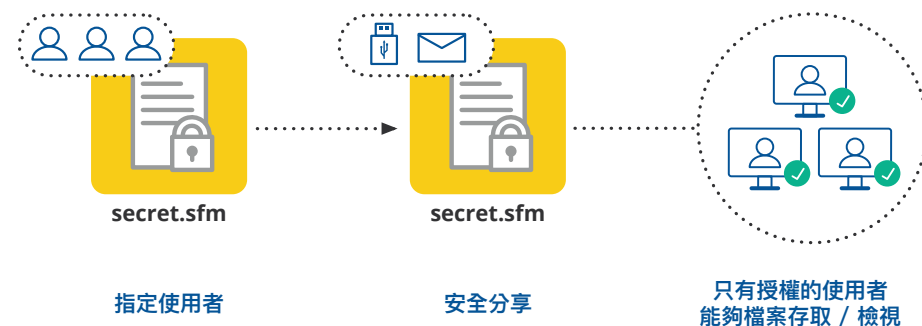 secret.sfm
secret.sfm
指定使用者
安全分享
只有授權的使用者
能夠檔案存取 / 檢視